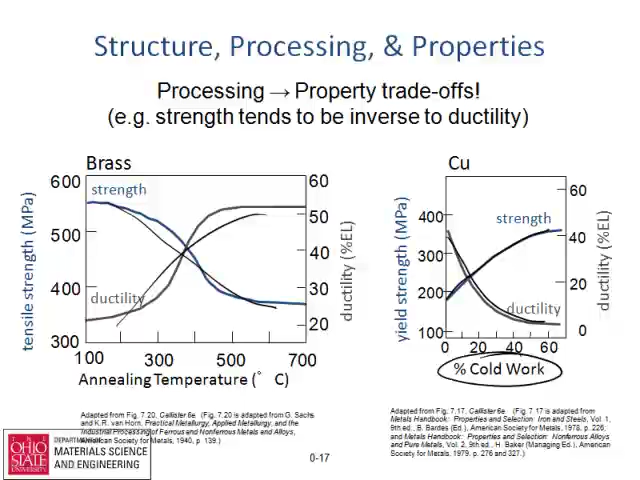 Structure, Processing, & Properties
Processing → Property trade-offs!
(e.g. strength tends to be inverse to ductility)
Brass
600
500
400
300
tensile strength (MPa)
strength
ductility
60
50
40
30
20
ductility (%EL)
100 300 500 700
Annealing Temperature (° C)
Cu
400
300
200
100
yield strength (MPa)
strength
ductility
60
40
20
0
ductility (%EL)
0 20 40 60
% Cold Work
Adapted from Fig. 7.20, Callister 6e. (Fig. 7.20 is adapted from G. Sachs
and K.R. van Horn, Practical Metallurgy, Applied Metallurgy, and the
Industrial Processing of Ferrous and Nonferrous Metals and Alloys,
American Society for Metals, 1940, p. 139.)
Adapted from Fig. 7.17, Callister 6e. (Fig. 7.17 is adapted from
Metals Handbook: Properties and Selection: Iron and Steels, Vol. 1,
9th ed., B. Bardes (Ed.), American Society for Metals, 1978, p. 226;
and Metals Handbook: Properties and Selection: Nonferrous Alloys
and Pure Metals, Vol. 2, 9th ed., H. Baker (Managing Ed.), American
Society for Metals, 1979, p. 276 and 327.)
THE
OHIO
STATE
UNIVERSITY
DEPARTMENT OF
MATERIALS SCIENCE
AND ENGINEERING
0-17